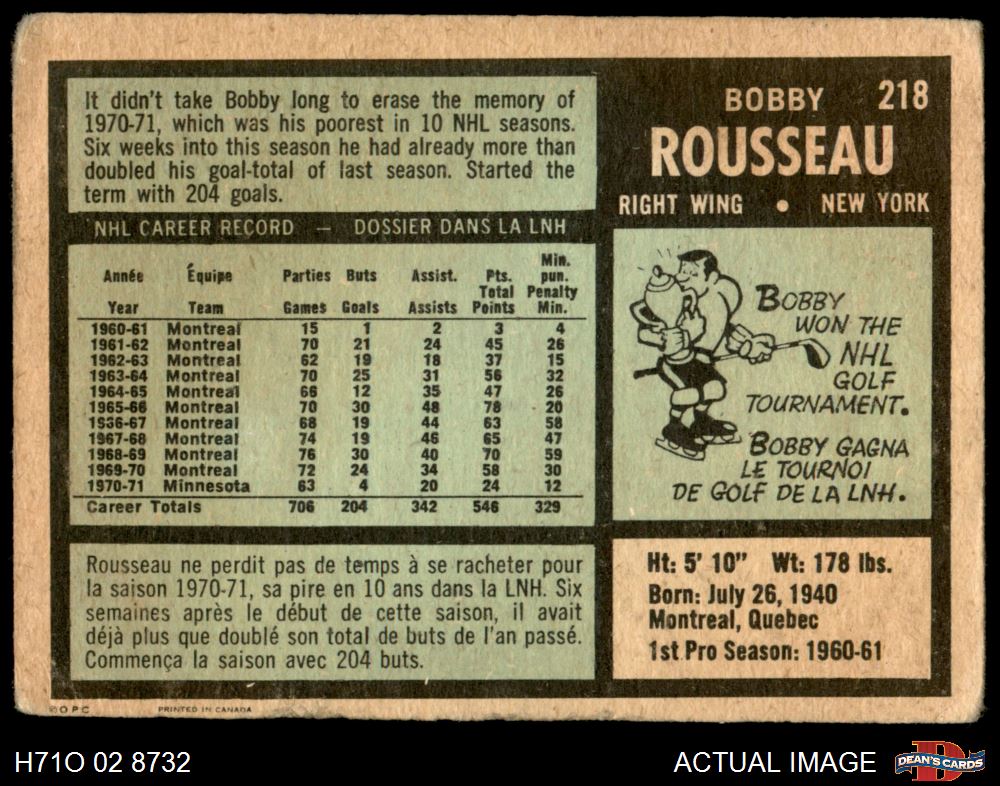 It didn't take Bobby long to erase the memory of
1970-71, which was his poorest in 10 NHL seasons.
Six weeks into this season he had already more than
doubled his goal-total of last season. Started the
term with 204 goals.
BOBBY 218
ROUSSEAU
RIGHT WING • NEW YORK
NHL CAREER RECORD — DOSSIER DANS LA LNH
Année Équipe Parties Buts Assist. Pts. Total Min. pun.
Year Team Games Goals Assists Points Penalty Min.
1960-61 Montreal 15 1 2 3 4
1961-62 Montreal 70 21 24 45 26
1962-63 Montreal 62 19 18 37 15
1963-64 Montreal 70 25 31 56 32
1964-65 Montreal 66 12 35 47 26
1965-66 Montreal 70 30 48 78 20
1966-67 Montreal 68 19 44 63 58
1967-68 Montreal 74 19 46 65 47
1968-69 Montreal 76 30 40 70 59
1969-70 Montreal 72 24 34 58 30
1970-71 Minnesota 63 4 20 24 12
Career Totals 706 204 342 546 329
BOBBY
WON THE
NHL
GOLF
TOURNAMENT.
BOBBY GAGNA
LE TOURNOI
DE GOLF DE LA LNH.
Rousseau ne perdit pas de temps à se racheter pour
la saison 1970-71, sa pire en 10 ans dans la LNH. Six
semaines après le début de cette saison, il avait
déjà plus que doublé son total de buts de l'an passé.
Commença la saison avec 204 buts.
Ht: 5' 10" Wt: 178 lbs.
Born: July 26, 1940
Montreal, Quebec
1st Pro Season: 1960-61
©OPC PRINTED IN CANADA
H71O 02 8732
ACTUAL IMAGE
D
DEAN'S CARDS